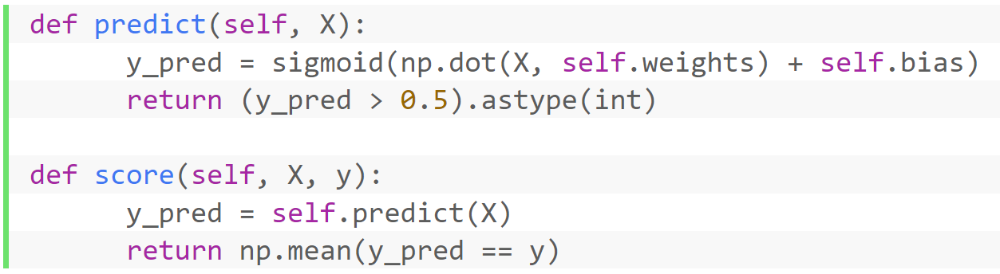 def predict(self, X):
      y_pred = sigmoid(np.dot(X, self.weights) + self.bias)
      return (y_pred > 0.5).astype(int)

def score(self, X, y):
      y_pred = self.predict(X)
      return np.mean(y_pred == y)